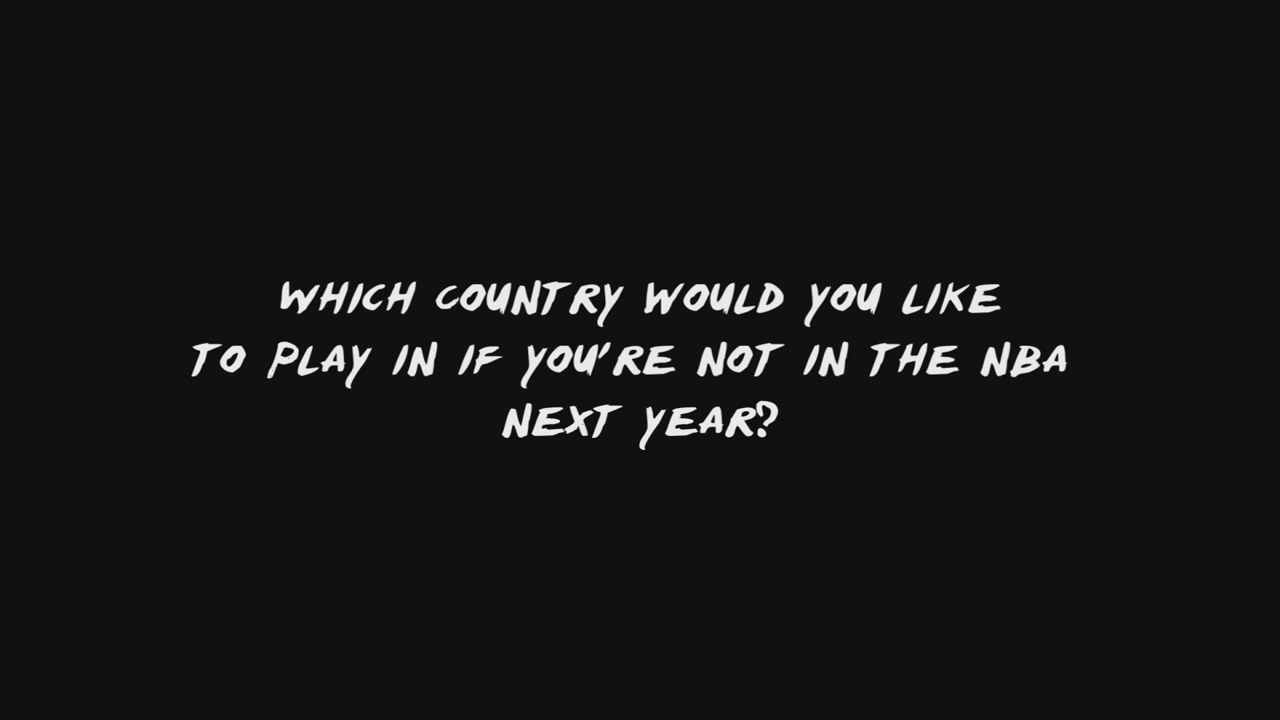 WHICH COUNTRY WOULD YOU LIKE
TO PLAY IN IF YOU'RE NOT IN THE NBA
NEXT YEAR?